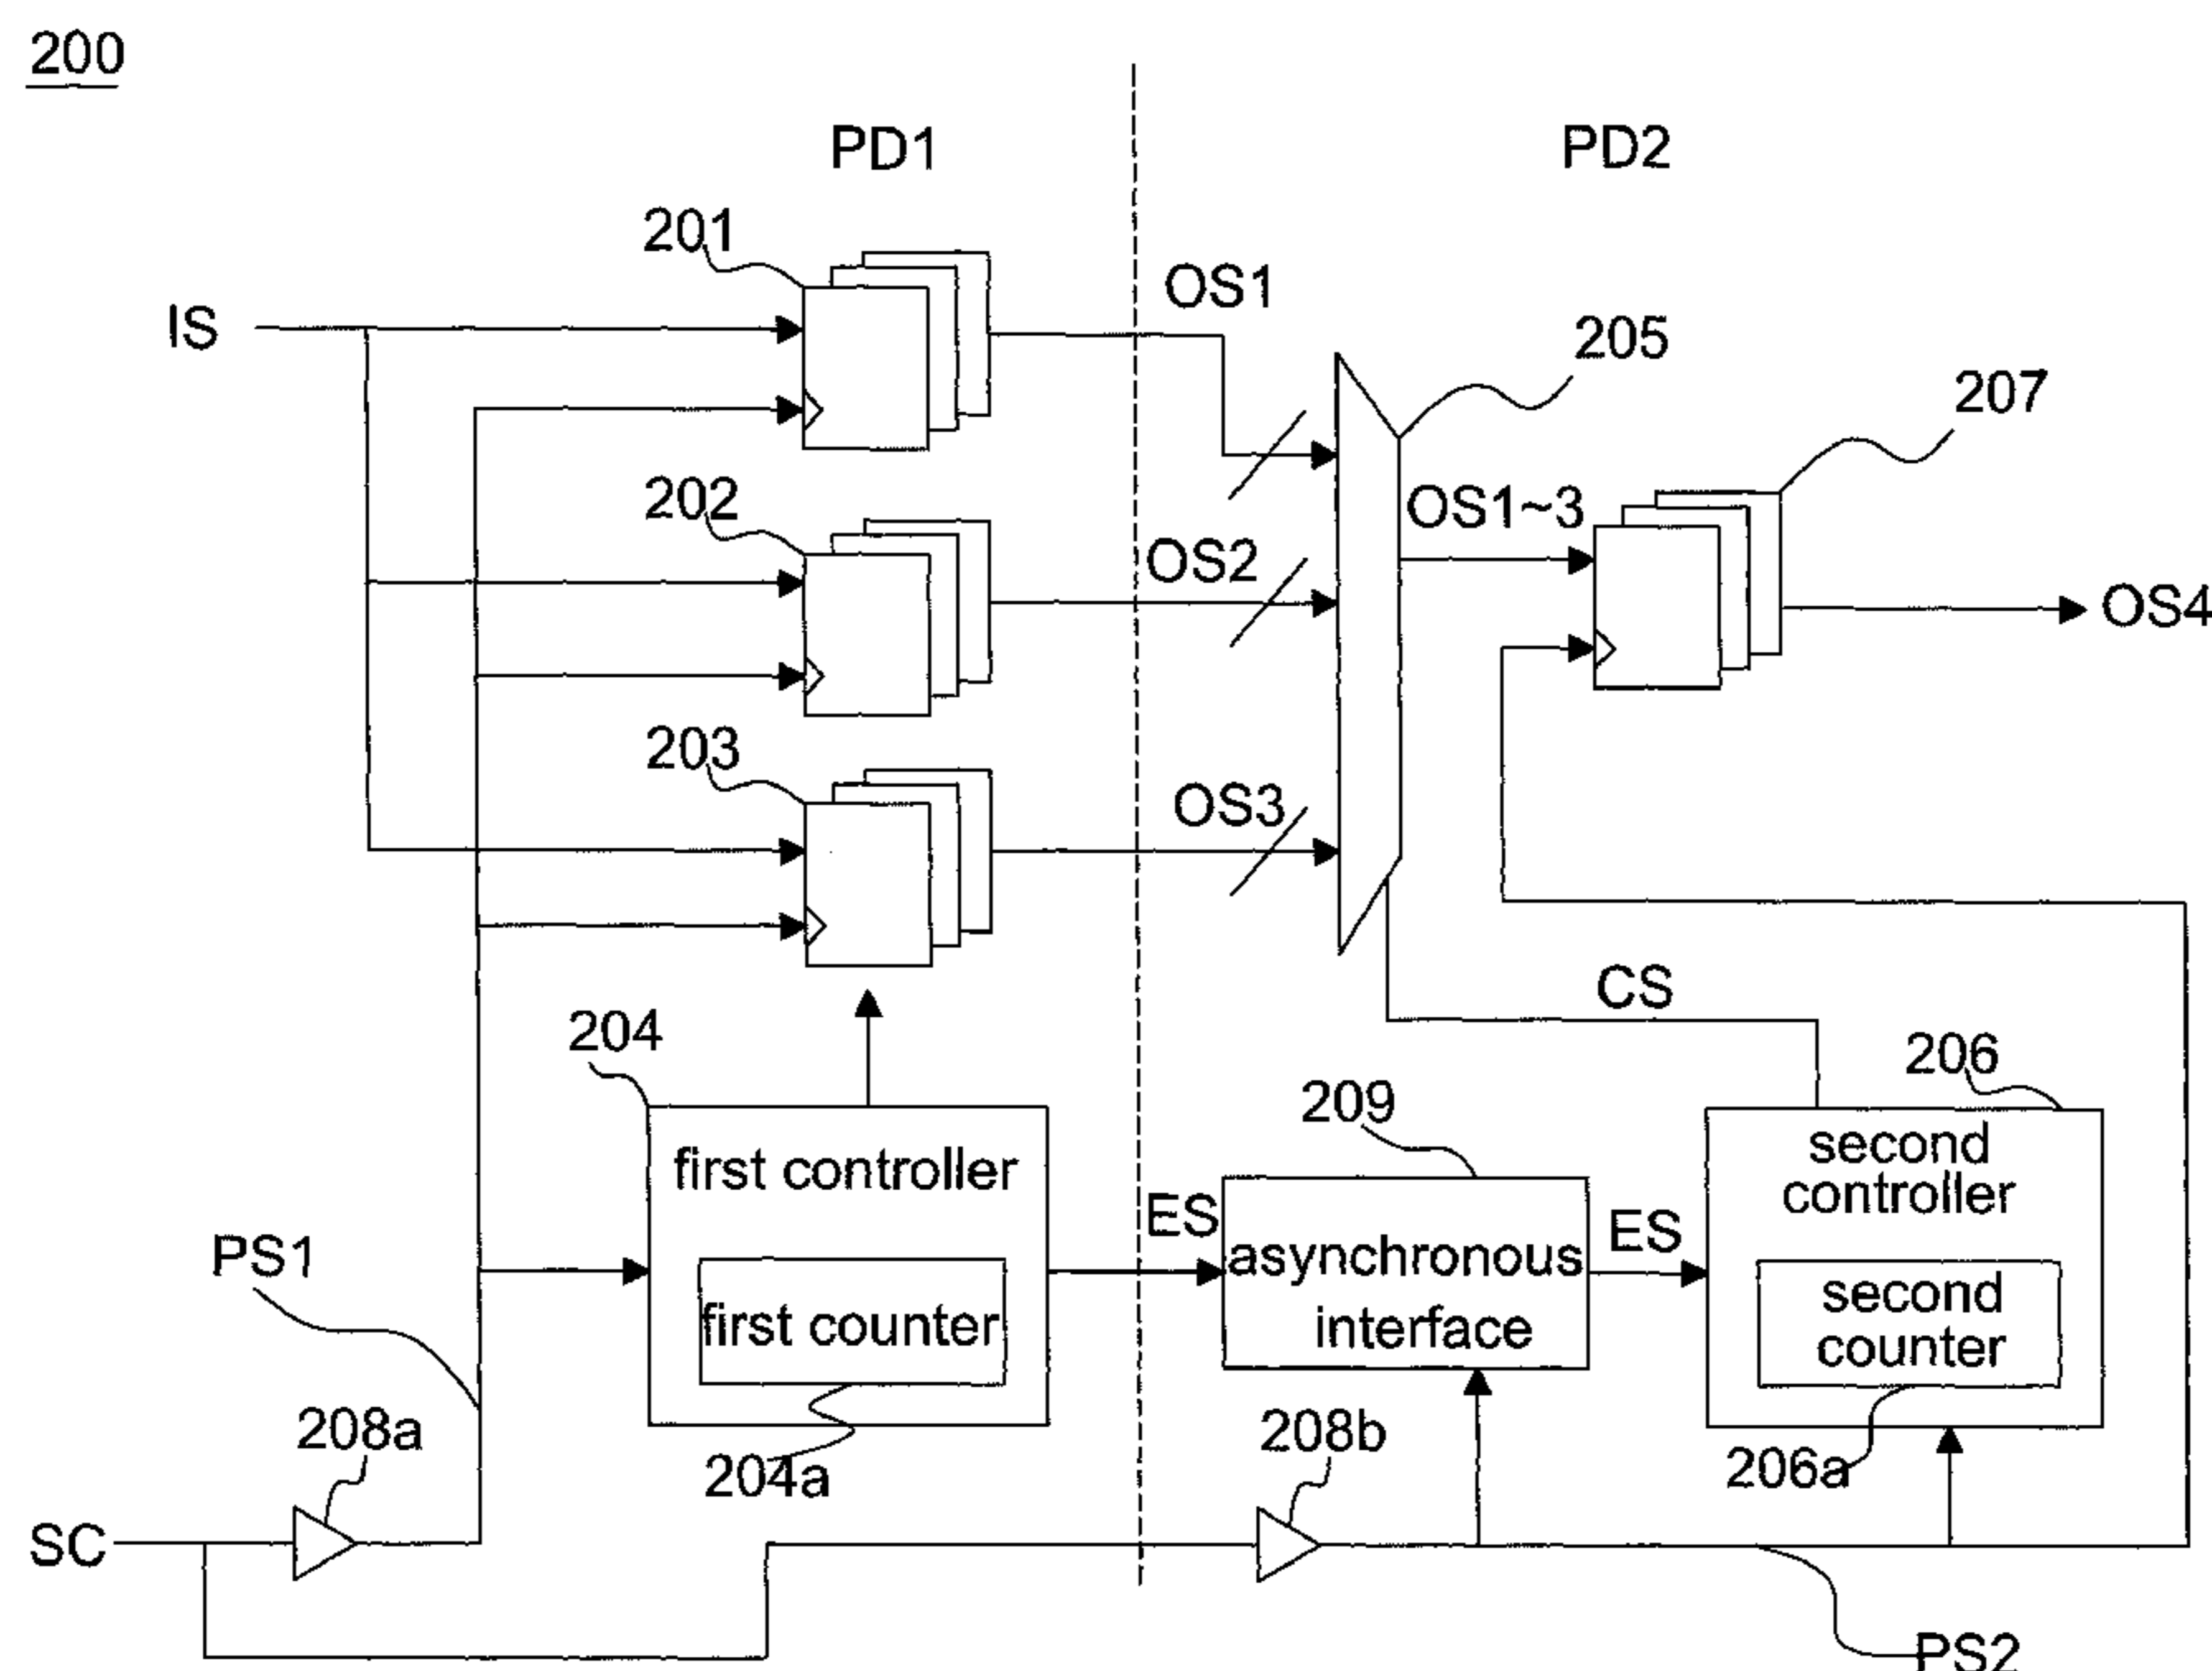 200
PD1
PD2
201
OS1
IS
205
207
202
OS2
OS1~3
OS4
203
OS3
CS
204
206
209
first controller
second
controller
ES
asynchronous
interface
ES
PS1
first counter
second
counter
208a
204a
208b
206a
SC
PS2